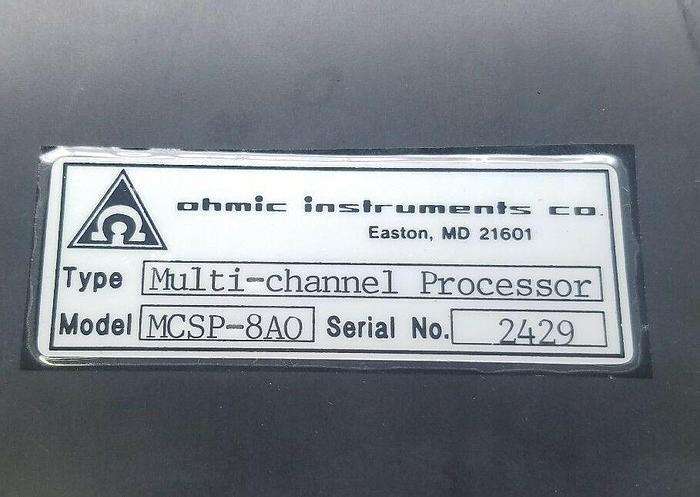 ohmic instruments co.
Easton, MD 21601
Type Multi-channel Processor
Model MCSP-8AO Serial No. 2429